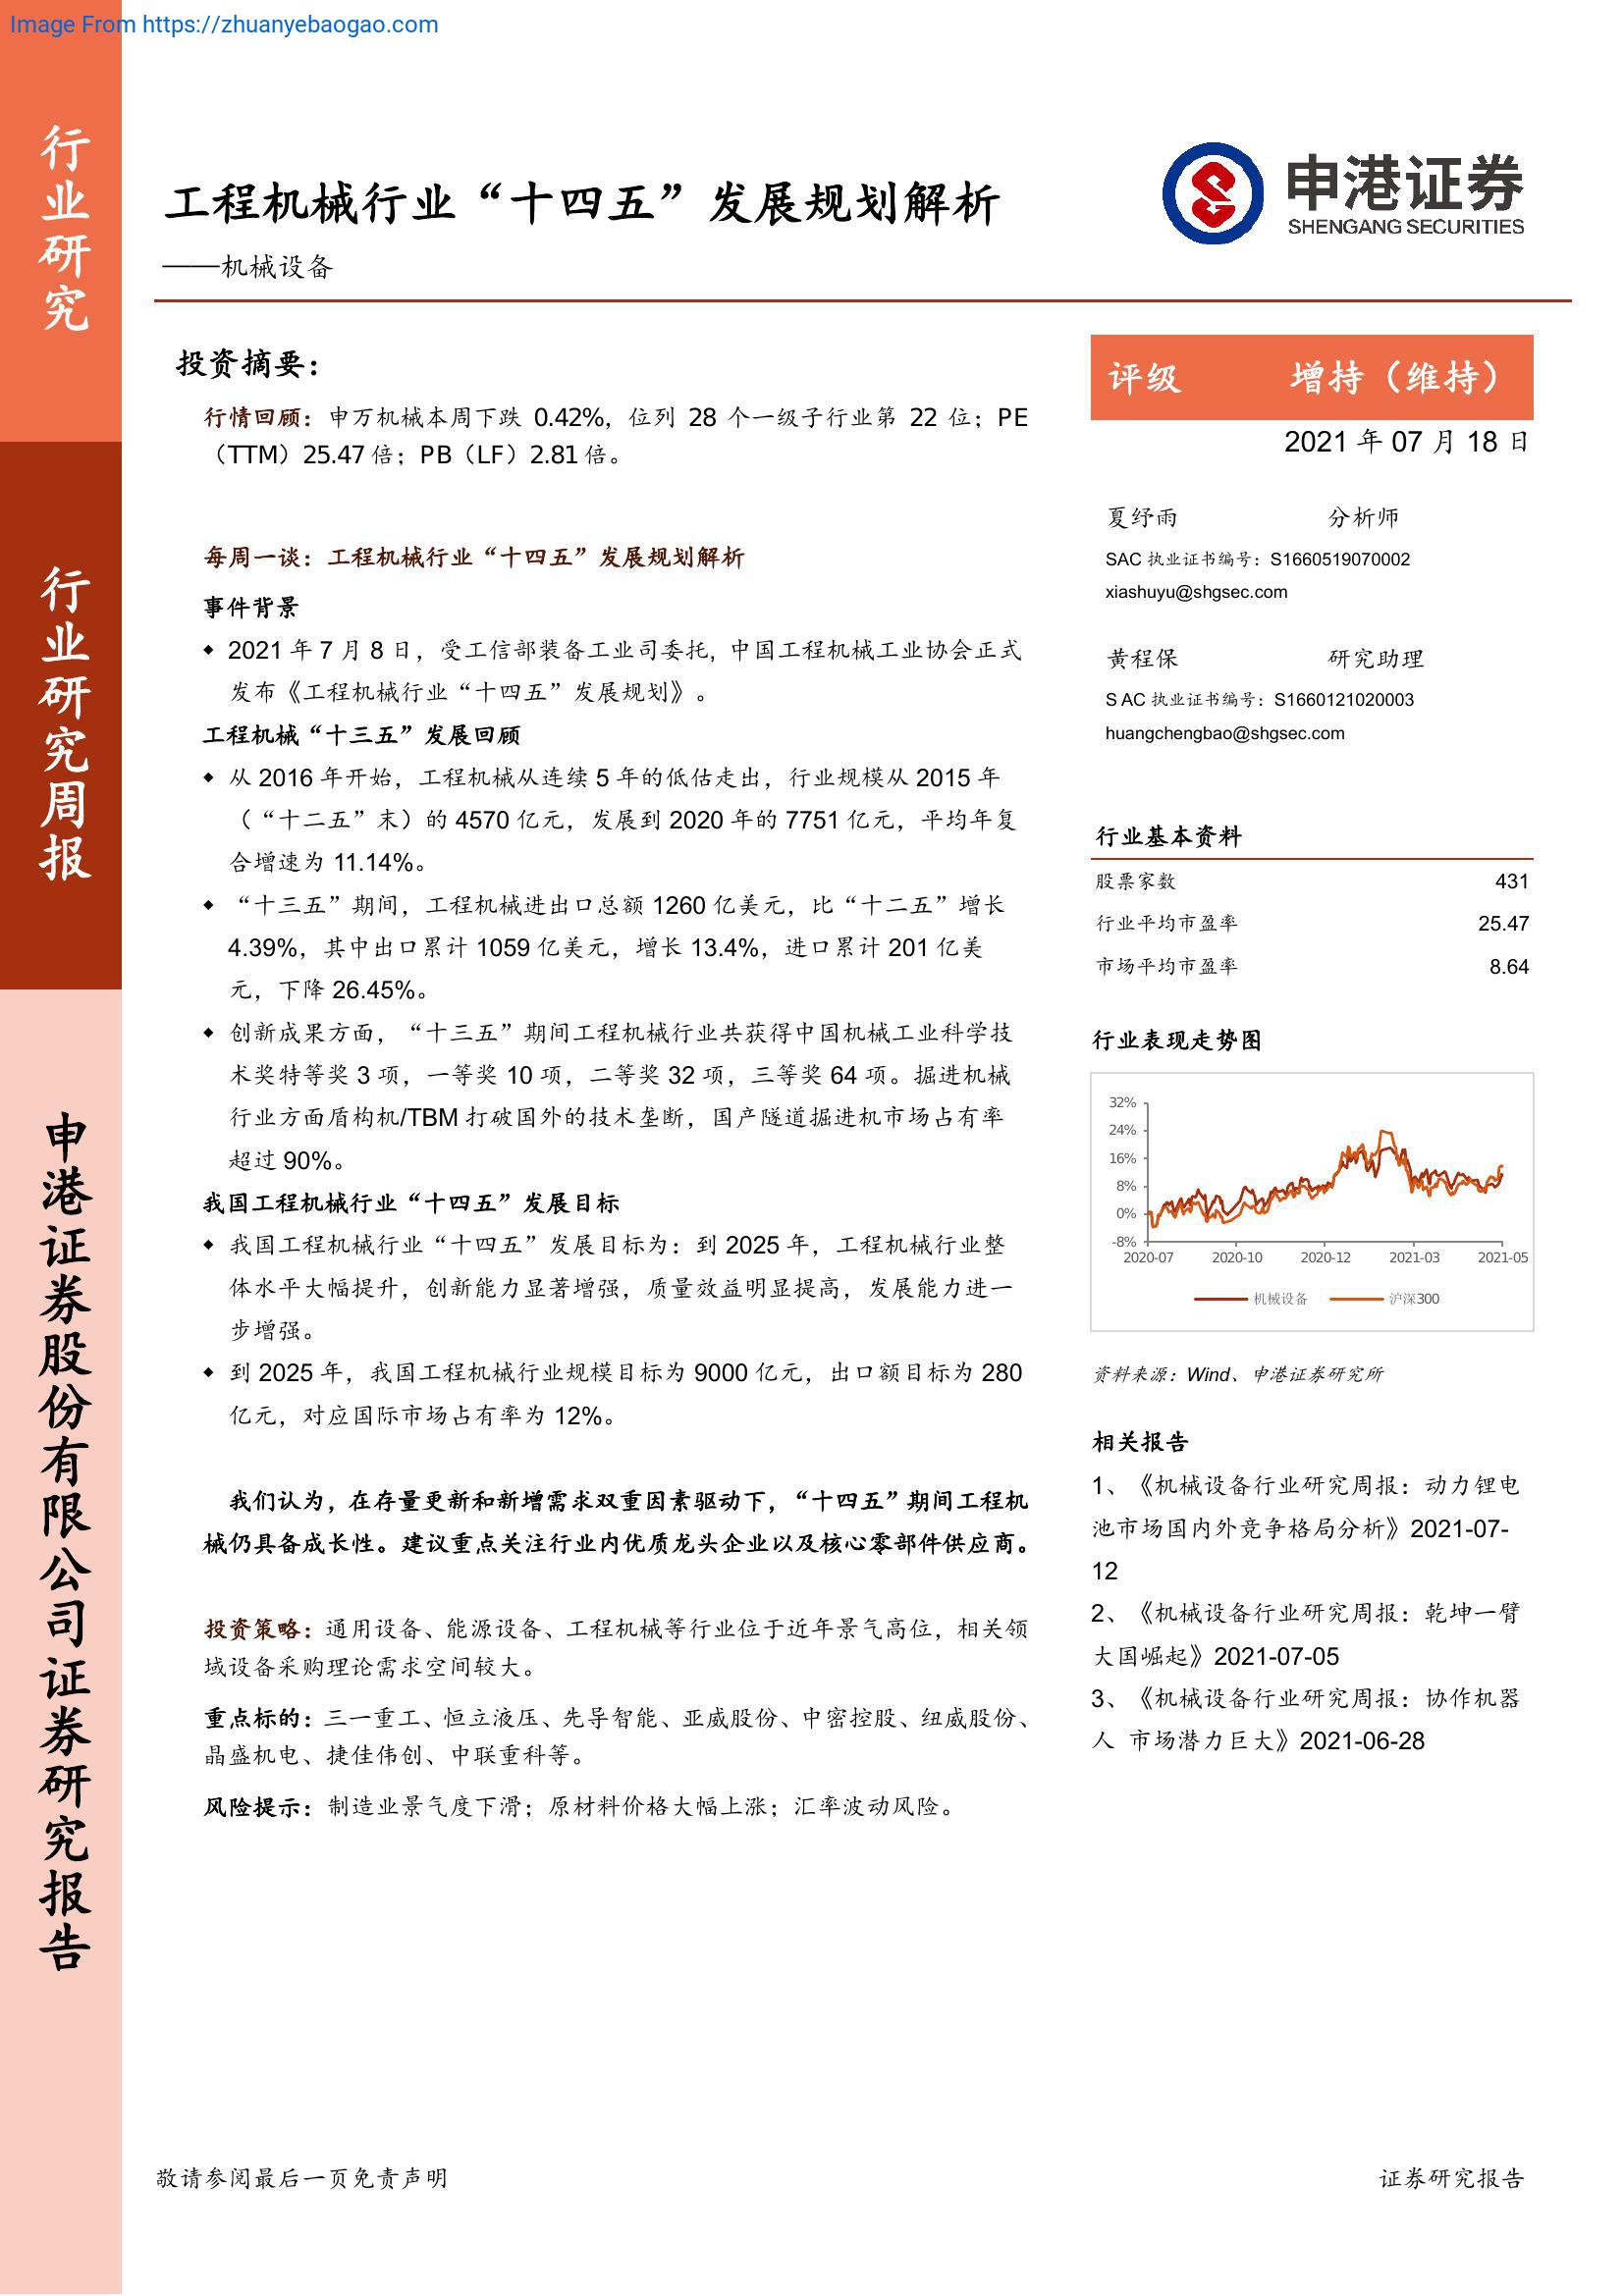 Image From https://zhuanyebaogao.com
行业研究
行业研究周报
申港证券股份有限公司证券研究报告
工程机械行业“十四五”发展规划解析
——机械设备
申港证券
SHENGANG SECURITIES
投资摘要：
行情回顾：申万机械本周下跌 0.42%，位列 28 个一级子行业第 22 位；PE
（TTM）25.47 倍；PB（LF）2.81 倍。
每周一谈：工程机械行业“十四五”发展规划解析
事件背景
◆ 2021 年 7 月 8 日，受工信部装备工业司委托, 中国工程机械工业协会正式
发布《工程机械行业“十四五”发展规划》。
工程机械“十三五”发展回顾
◆ 从 2016 年开始，工程机械从连续 5 年的低估走出，行业规模从 2015 年
（“十二五”末）的 4570 亿元，发展到 2020 年的 7751 亿元，平均年复
合增速为 11.14%。
◆ “十三五”期间，工程机械进出口总额 1260 亿美元，比“十二五”增长
4.39%，其中出口累计 1059 亿美元，增长 13.4%，进口累计 201 亿美
元，下降 26.45%。
◆ 创新成果方面，“十三五”期间工程机械行业共获得中国机械工业科学技
术奖特等奖 3 项，一等奖 10 项，二等奖 32 项，三等奖 64 项。掘进机械
行业方面盾构机/TBM 打破国外的技术垄断，国产隧道掘进机市场占有率
超过 90%。
我国工程机械行业“十四五”发展目标
◆ 我国工程机械行业“十四五”发展目标为：到 2025 年，工程机械行业整
体水平大幅提升，创新能力显著增强，质量效益明显提高，发展能力进一
步增强。
◆ 到 2025 年，我国工程机械行业规模目标为 9000 亿元，出口额目标为 280
亿元，对应国际市场占有率为 12%。
我们认为，在存量更新和新增需求双重因素驱动下，“十四五”期间工程机
械仍具备成长性。建议重点关注行业内优质龙头企业以及核心零部件供应商。
投资策略：通用设备、能源设备、工程机械等行业位于近年景气高位，相关领
域设备采购理论需求空间较大。
重点标的：三一重工、恒立液压、先导智能、亚威股份、中密控股、纽威股份、
晶盛机电、捷佳伟创、中联重科等。
风险提示：制造业景气度下滑；原材料价格大幅上涨；汇率波动风险。
评级 增持（维持）
2021 年 07 月 18 日
夏纾雨 分析师
SAC 执业证书编号：S1660519070002
xiashuyu@shgsec.com
黄程保 研究助理
S AC 执业证书编号：S1660121020003
huangchengbao@shgsec.com
行业基本资料
股票家数 431
行业平均市盈率 25.47
市场平均市盈率 8.64
行业表现走势图
32%
24%
16%
8%
0%
-8%
2020-07 2020-10 2020-12 2021-03 2021-05
机械设备 沪深300
资料来源：Wind、申港证券研究所
相关报告
1、《机械设备行业研究周报：动力锂电
池市场国内外竞争格局分析》2021-07-
12
2、《机械设备行业研究周报：乾坤一臂
大国崛起》2021-07-05
3、《机械设备行业研究周报：协作机器
人 市场潜力巨大》2021-06-28
敬请参阅最后一页免责声明 证券研究报告